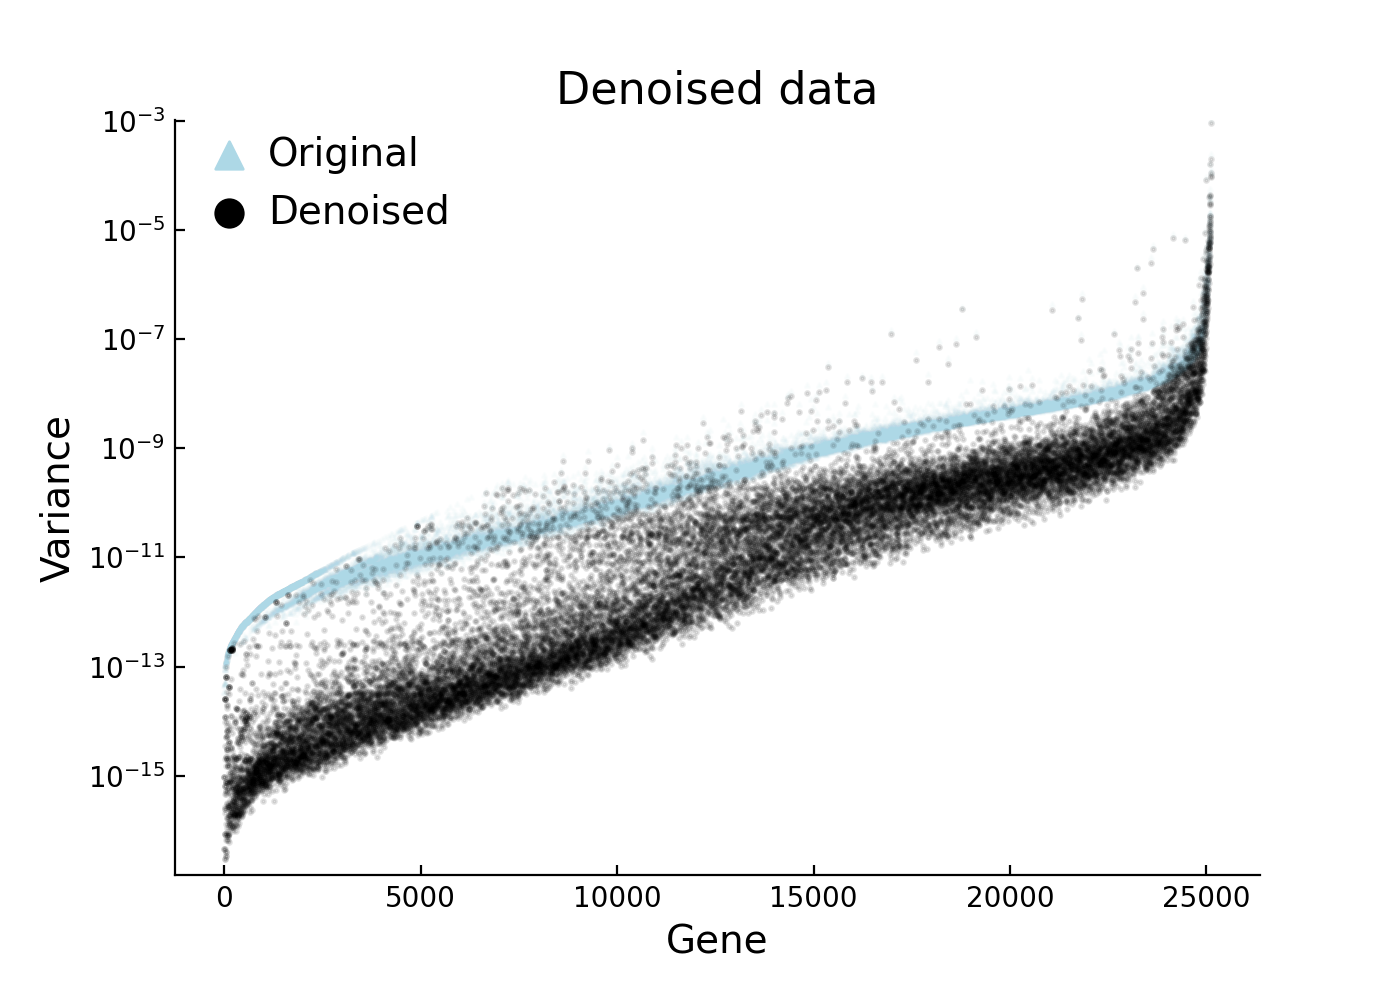 Denoised data
Original
Denoised
10⁻³
10⁻⁵
10⁻⁷
10⁻⁹
10⁻¹¹
10⁻¹³
10⁻¹⁵
Variance
0 5000 10000 15000 20000 25000
Gene